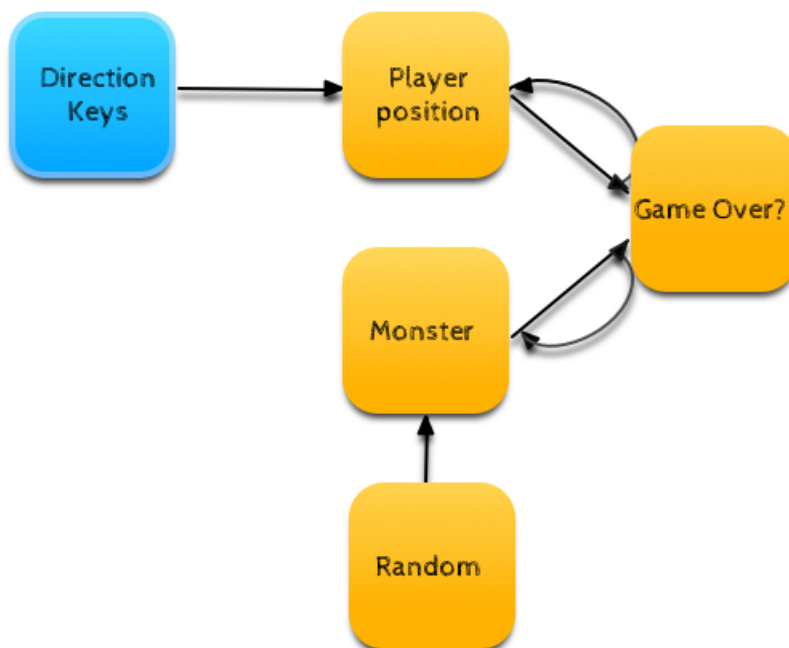 Direction
Keys
Player
position
Game Over?
Monster
Random